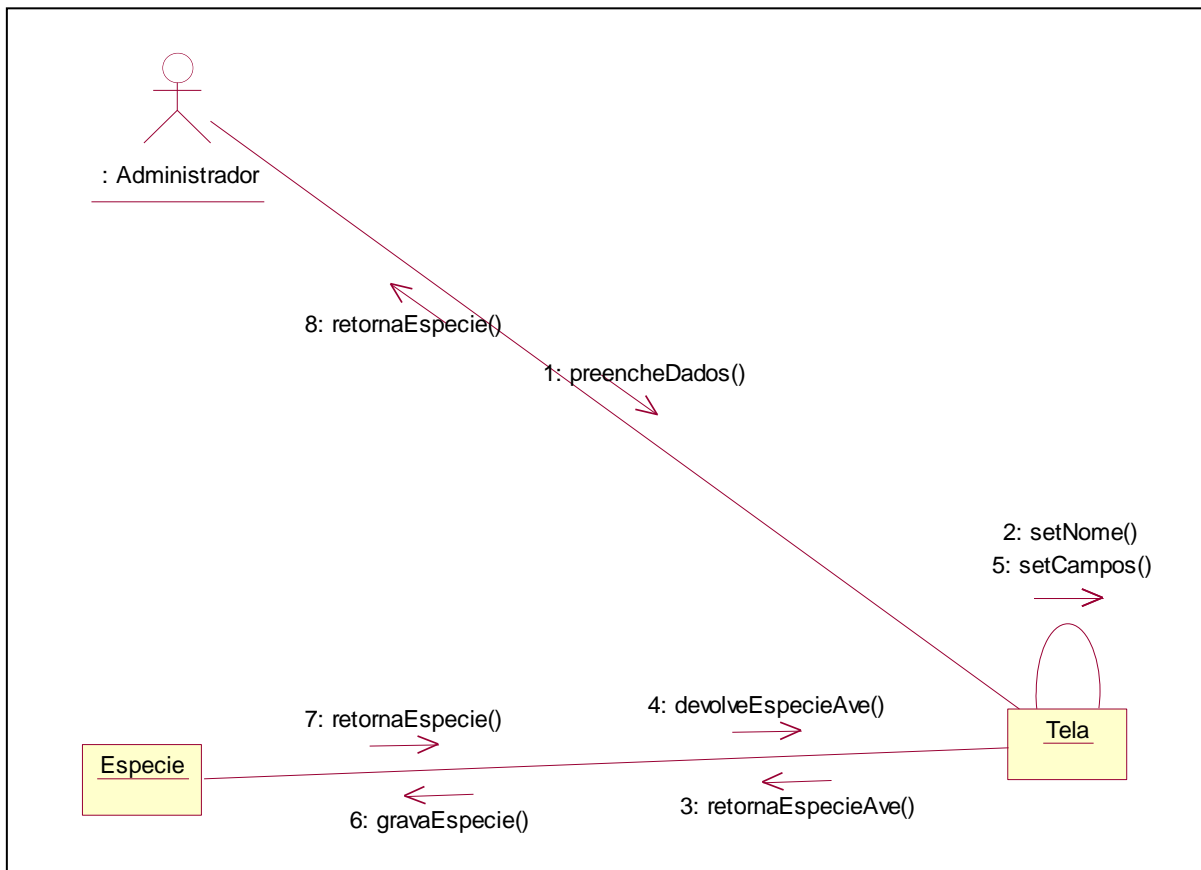 : Administrador
8: retornaEspecie()
1: preencheDados()
2: setNome()
5: setCampos()
7: retornaEspecie()
4: devolveEspecieAve()
Especie
Tela
6: gravaEspecie()
3: retornaEspecieAve()